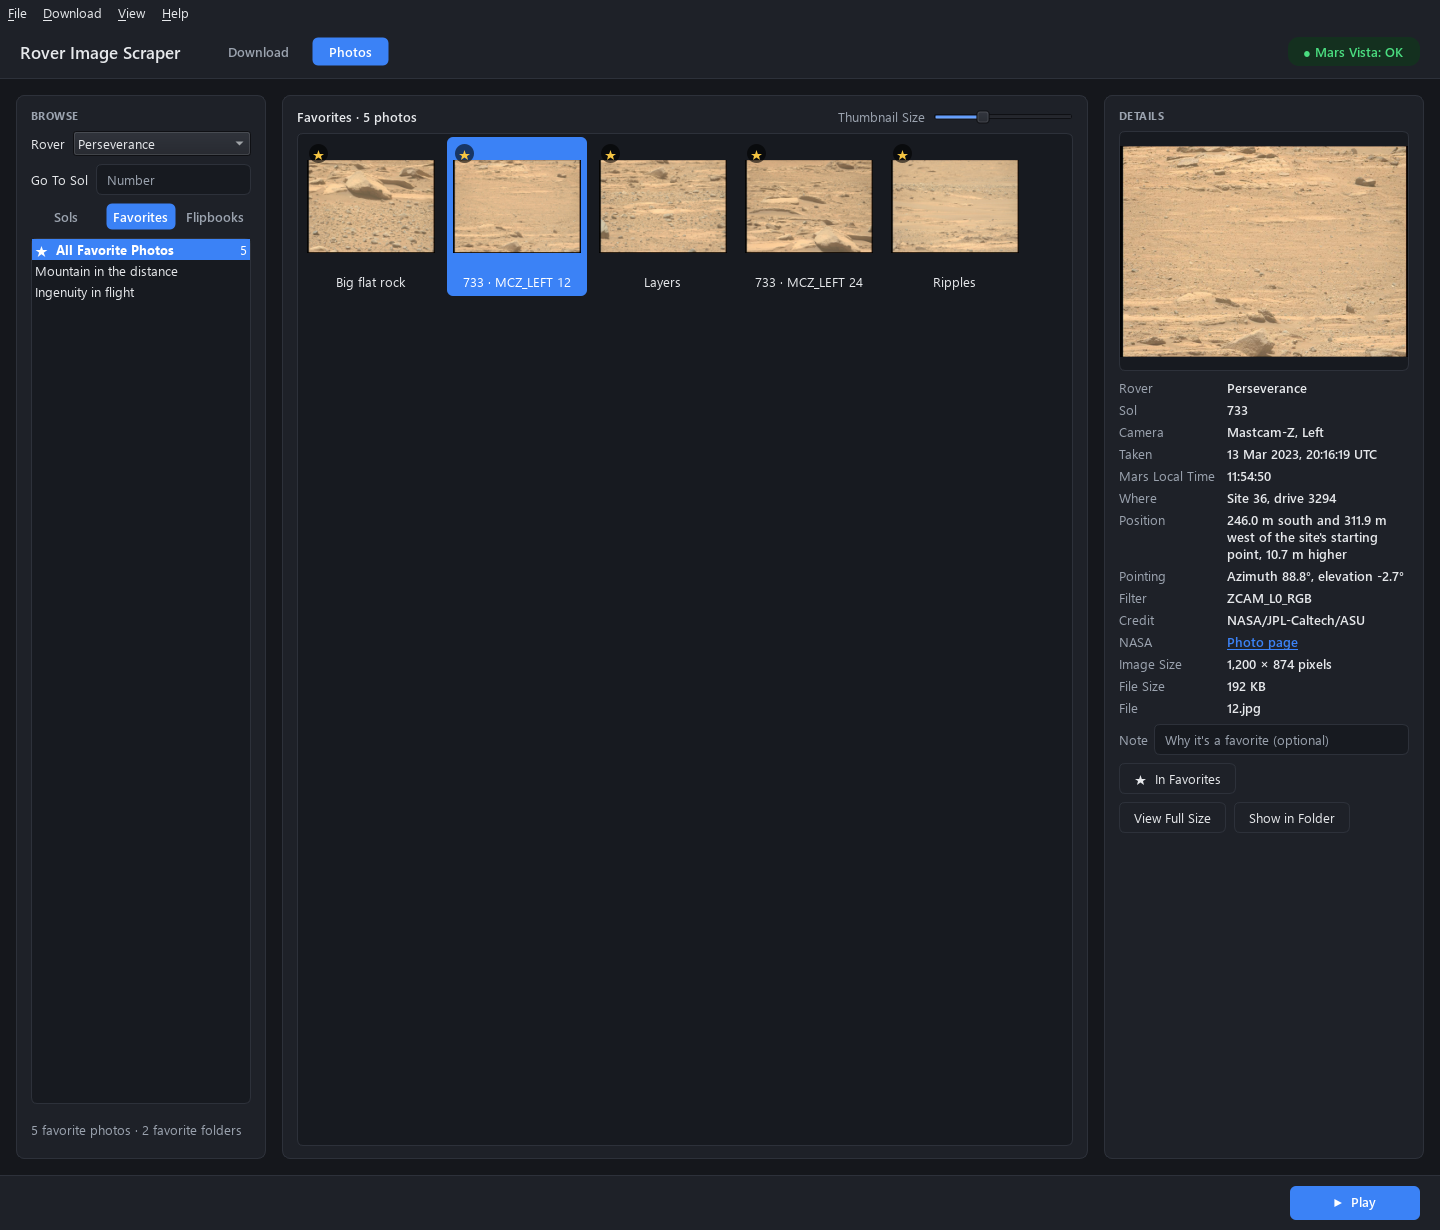 File Download View Help
Rover Image Scraper Download Photos ● Mars Vista: OK
BROWSE
Rover Perseverance
Go To Sol Number
Sols Favorites Flipbooks
★ All Favorite Photos 5
Mountain in the distance
Ingenuity in flight
5 favorite photos · 2 favorite folders
Favorites · 5 photos Thumbnail Size
Big flat rock
733 · MCZ_LEFT 12
Layers
733 · MCZ_LEFT 24
Ripples
DETAILS
Rover Perseverance
Sol 733
Camera Mastcam-Z, Left
Taken 13 Mar 2023, 20:16:19 UTC
Mars Local Time 11:54:50
Where Site 36, drive 3294
Position 246.0 m south and 311.9 m
west of the site's starting
point, 10.7 m higher
Pointing Azimuth 88.8°, elevation -2.7°
Filter ZCAM_L0_RGB
Credit NASA/JPL-Caltech/ASU
NASA Photo page
Image Size 1,200 × 874 pixels
File Size 192 KB
File 12.jpg
Note Why it's a favorite (optional)
★ In Favorites
View Full Size Show in Folder
► Play